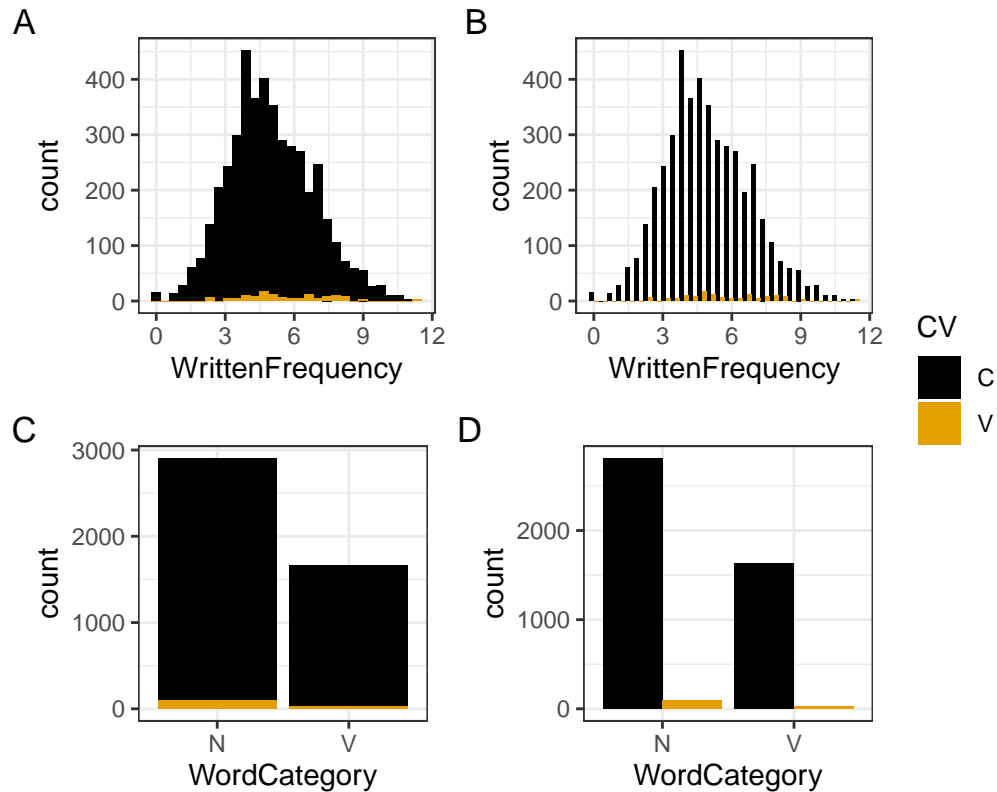 A
count
400
300
200
100
0
0 3 6 9 12
WrittenFrequency
B
count
400
300
200
100
0
0 3 6 9 12
WrittenFrequency
C
count
3000
2000
1000
0
N V
WordCategory
D
count
2000
1000
0
N V
WordCategory
CV
C
V